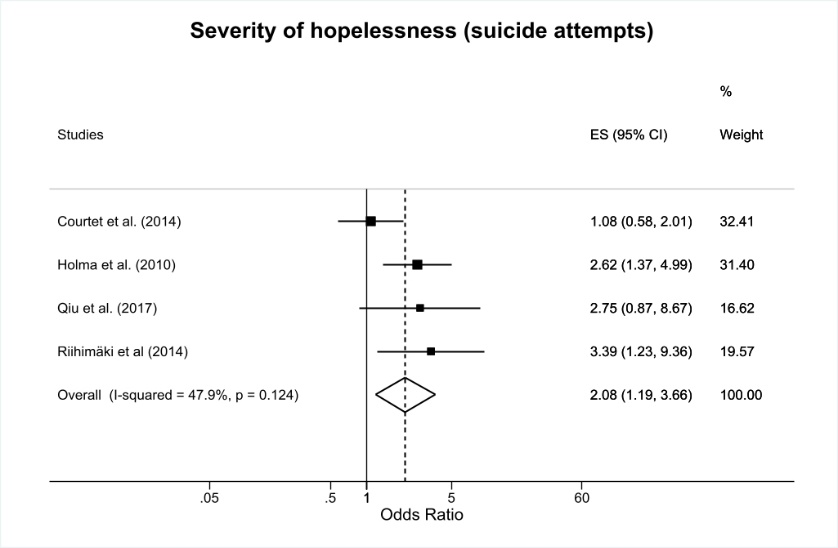 Severity of hopelessness (suicide attempts)
%
Studies ES (95% CI) Weight
Courtet et al. (2014) 1.08 (0.58, 2.01) 32.41
Holma et al. (2010) 2.62 (1.37, 4.99) 31.40
Qiu et al. (2017) 2.75 (0.87, 8.67) 16.62
Riihimäki et al (2014) 3.39 (1.23, 9.36) 19.57
Overall (I-squared = 47.9%, p = 0.124) 2.08 (1.19, 3.66) 100.00
.05 .5 1 5 60
Odds Ratio